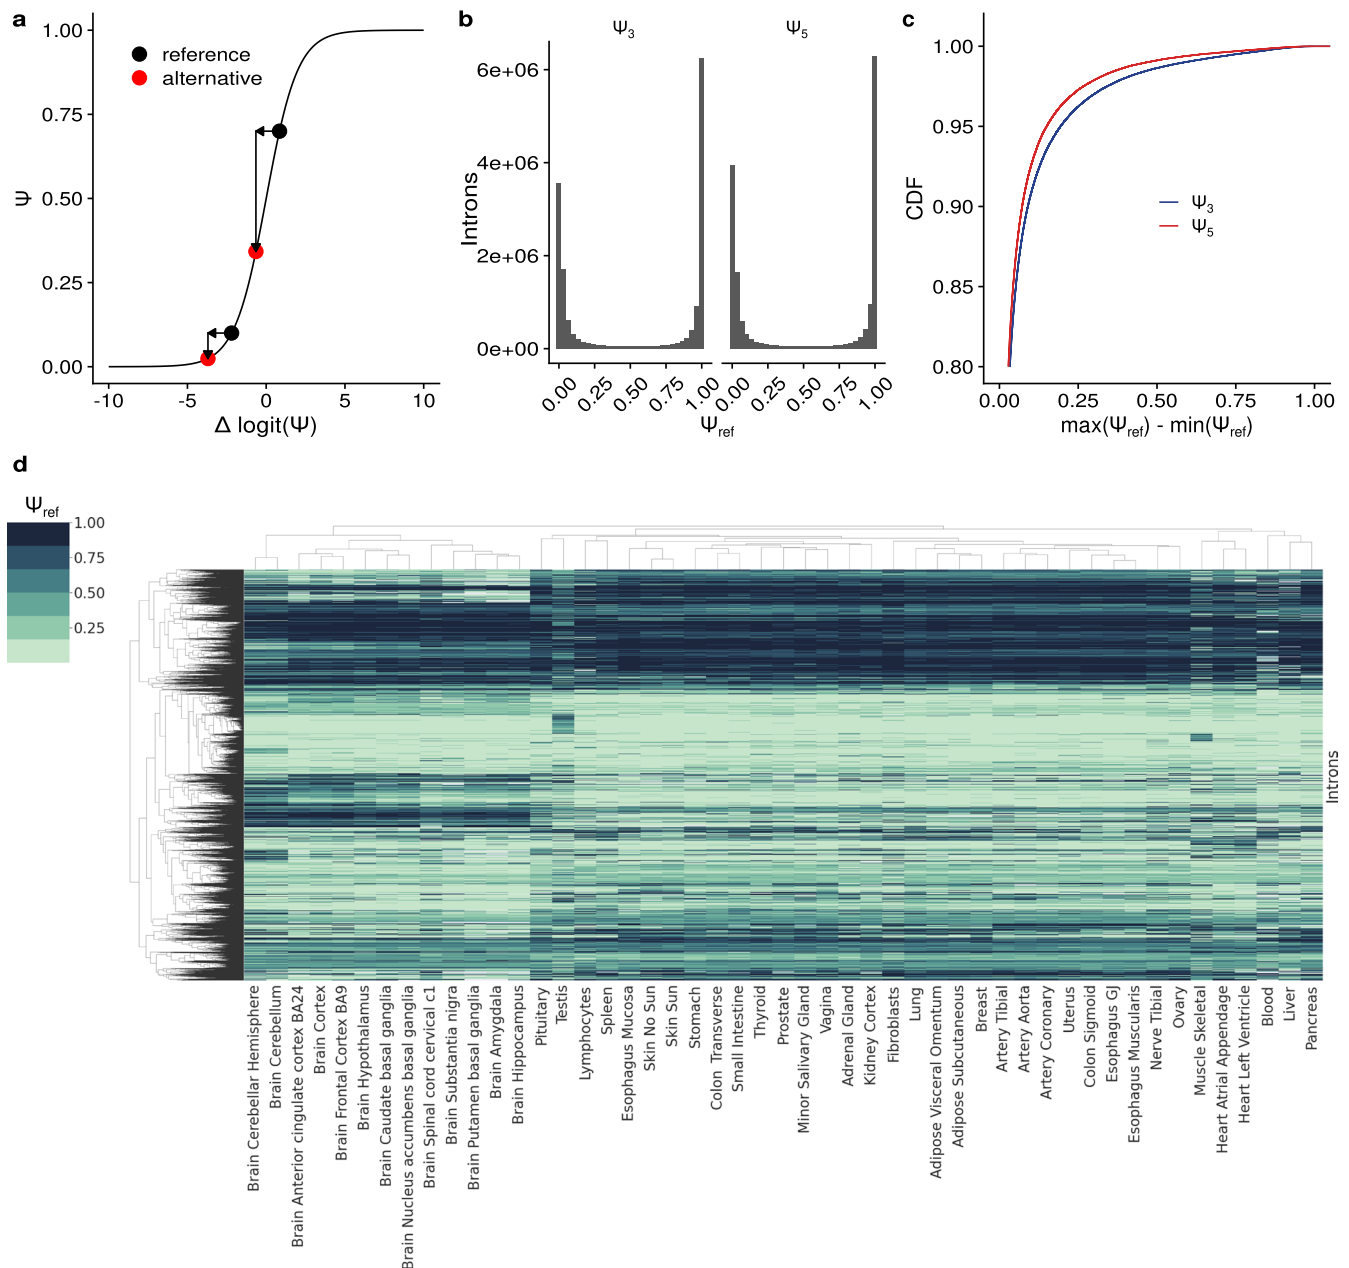 a
1.00
0.75
0.50
0.25
0.00
Ψ
reference
alternative
-10
-5
0
5
10
Δ logit(Ψ)
b
Ψ3
Ψ5
6e+06
4e+06
2e+06
0e+00
Introns
0.00
0.25
0.50
0.75
1.00
0.00
0.25
0.50
0.75
1.00
Ψref
c
1.00
0.95
0.90
0.85
0.80
CDF
Ψ3
Ψ5
0.00
0.25
0.50
0.75
1.00
max(Ψref) - min(Ψref)
d
Ψref
1.00
0.75
0.50
0.25
Introns
Brain Cerebellar Hemisphere
Brain Cerebellum
Brain Anterior cingulate cortex BA24
Brain Cortex
Brain Frontal Cortex BA9
Brain Hypothalamus
Brain Caudate basal ganglia
Brain Nucleus accumbens basal ganglia
Brain Spinal cord cervical c1
Brain Substantia nigra
Brain Putamen basal ganglia
Brain Amygdala
Brain Hippocampus
Pituitary
Testis
Lymphocytes
Spleen
Esophagus Mucosa
Skin No Sun
Skin Sun
Stomach
Colon Transverse
Small Intestine
Thyroid
Prostate
Minor Salivary Gland
Vagina
Adrenal Gland
Kidney Cortex
Fibroblasts
Lung
Adipose Visceral Omentum
Adipose Subcutaneous
Breast
Artery Tibial
Artery Aorta
Artery Coronary
Uterus
Colon Sigmoid
Esophagus GJ
Esophagus Muscularis
Nerve Tibial
Ovary
Muscle Skeletal
Heart Atrial Appendage
Heart Left Ventricle
Blood
Liver
Pancreas